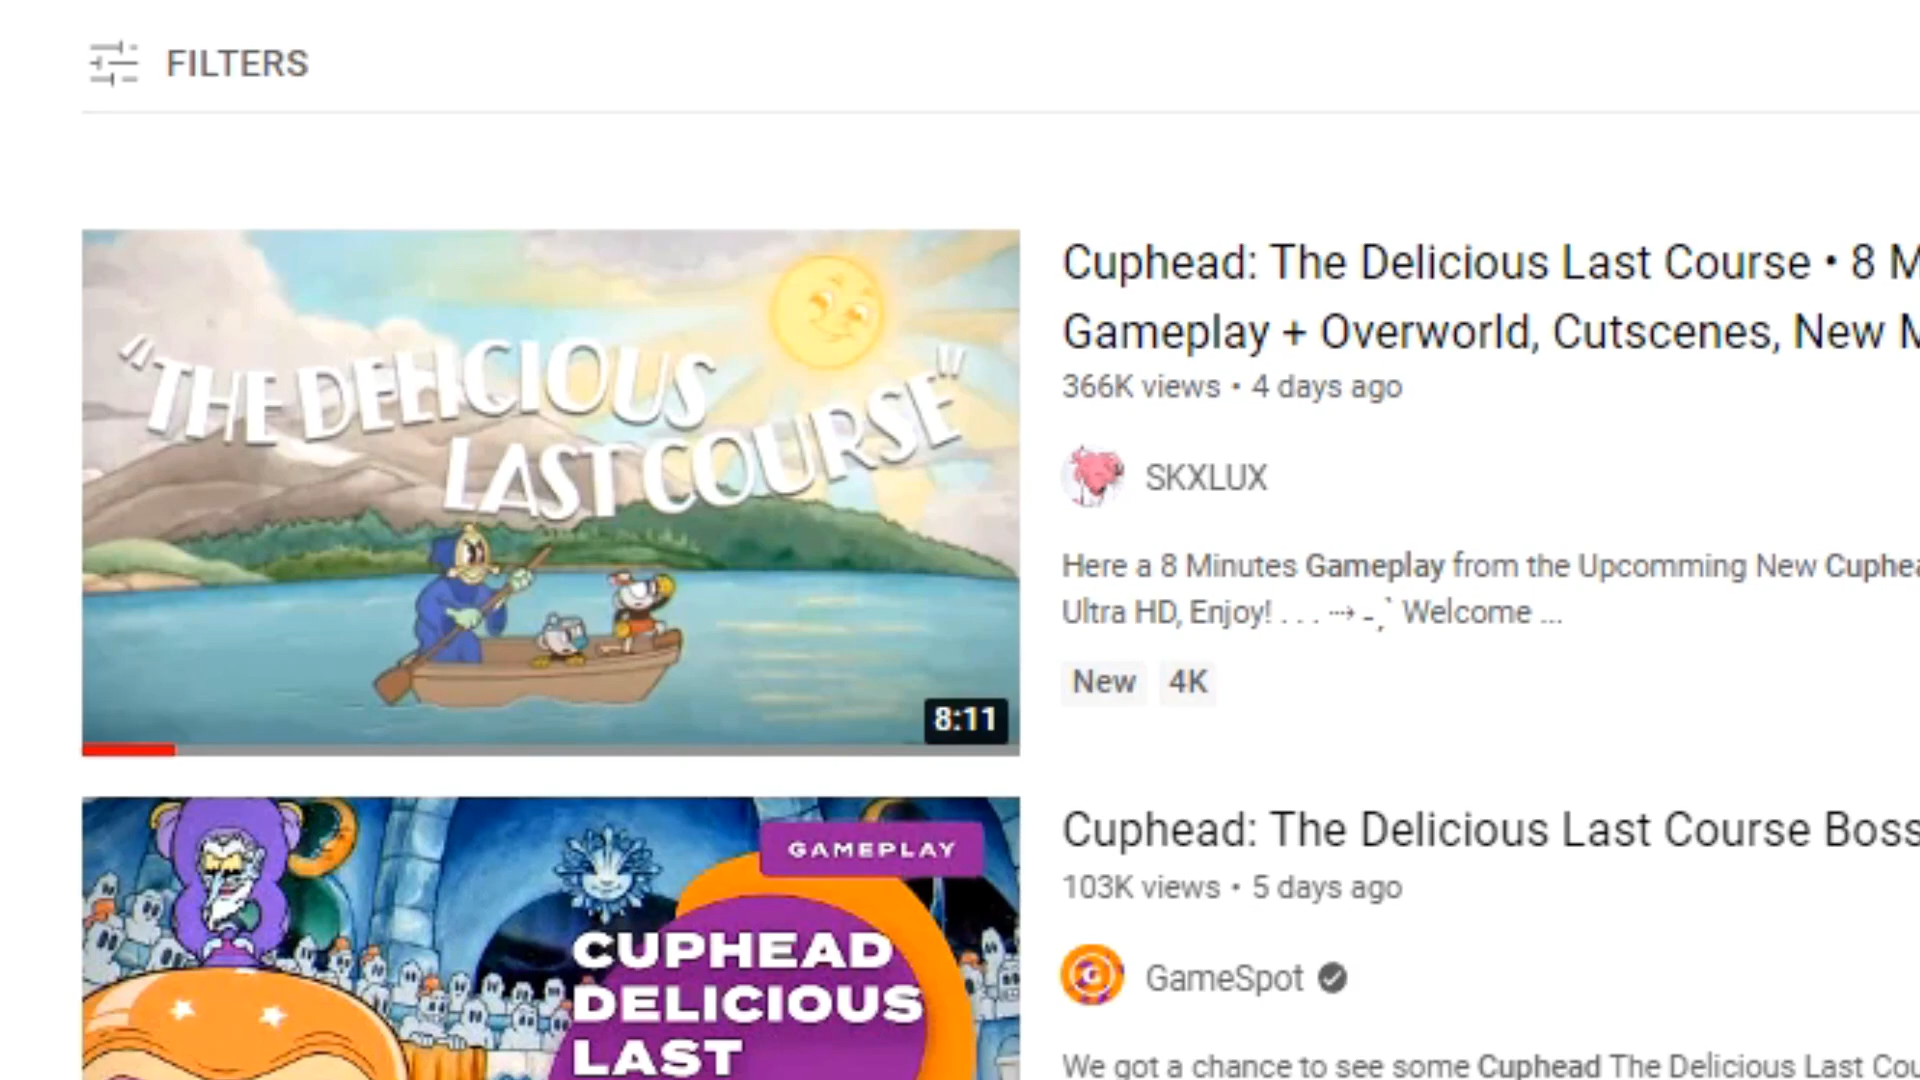 FILTERS
"THE DELICIOUS
LAST COURSE"
8:11
Cuphead: The Delicious Last Course • 8 M
Gameplay + Overworld, Cutscenes, New M
366K views • 4 days ago
SKXLUX
Here a 8 Minutes Gameplay from the Upcomming New Cuphea
Ultra HD, Enjoy! . . . ⤑ ˗ˏˋ Welcome ...
New 4K
GAMEPLAY
CUPHEAD
DELICIOUS
LAST
Cuphead: The Delicious Last Course Boss
103K views • 5 days ago
GameSpot
We got a chance to see some Cuphead The Delicious Last Cou